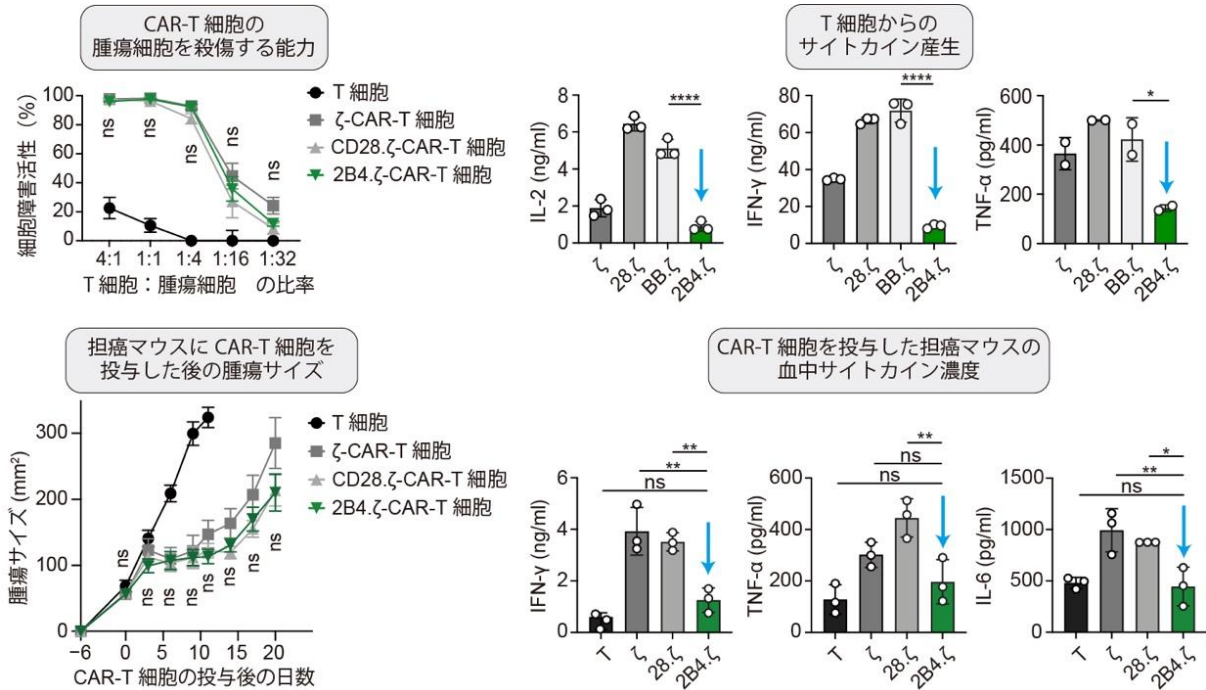 CAR-T 細胞の
腫瘍細胞を殺傷する能力
細胞障害活性（%）
100
80
60
40
20
0
ns
ns
ns
ns
ns
4:1
1:1
1:4
1:16
1:32
T 細胞：腫瘍細胞 の比率
T 細胞
ζ-CAR-T 細胞
CD28.ζ-CAR-T 細胞
2B4.ζ-CAR-T 細胞
T 細胞からの
サイトカイン産生
IL-2 (ng/ml)
8
6
4
2
0
****
ζ
28.ζ
BB.ζ
2B4.ζ
IFN-γ (ng/ml)
80
60
40
20
0
****
ζ
28.ζ
BB.ζ
2B4.ζ
TNF-α (pg/ml)
600
400
200
0
*
ζ
28.ζ
BB.ζ
2B4.ζ
担癌マウスに CAR-T 細胞を
投与した後の腫瘍サイズ
腫瘍サイズ (mm²)
300
200
100
0
ns
ns
ns
ns
ns
ns
ns
ns
−6
0
5
10
15
20
CAR-T 細胞の投与後の日数
T 細胞
ζ-CAR-T 細胞
CD28.ζ-CAR-T 細胞
2B4.ζ-CAR-T 細胞
CAR-T 細胞を投与した担癌マウスの
血中サイトカイン濃度
IFN-γ (ng/ml)
6
4
2
0
**
**
ns
T
ζ
28.ζ
2B4.ζ
TNF-α (pg/ml)
600
400
200
0
**
ns
ns
T
ζ
28.ζ
2B4.ζ
IL-6 (pg/ml)
1500
1000
500
0
*
**
ns
T
ζ
28.ζ
2B4.ζ